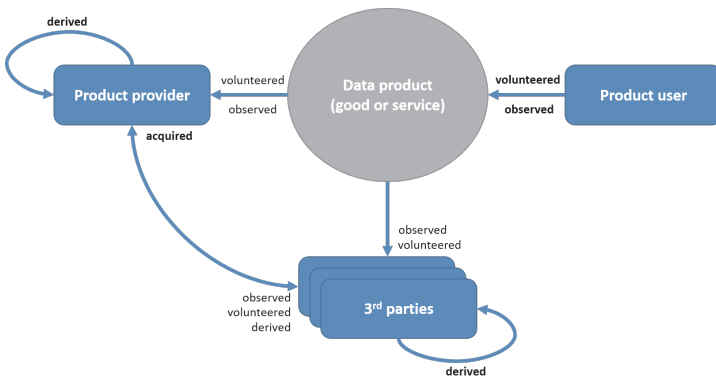 derived
Product provider
volunteered
observed
Data product
(good or service)
volunteered
observed
Product user
acquired
observed
volunteered
observed
volunteered
derived
3rd parties
derived